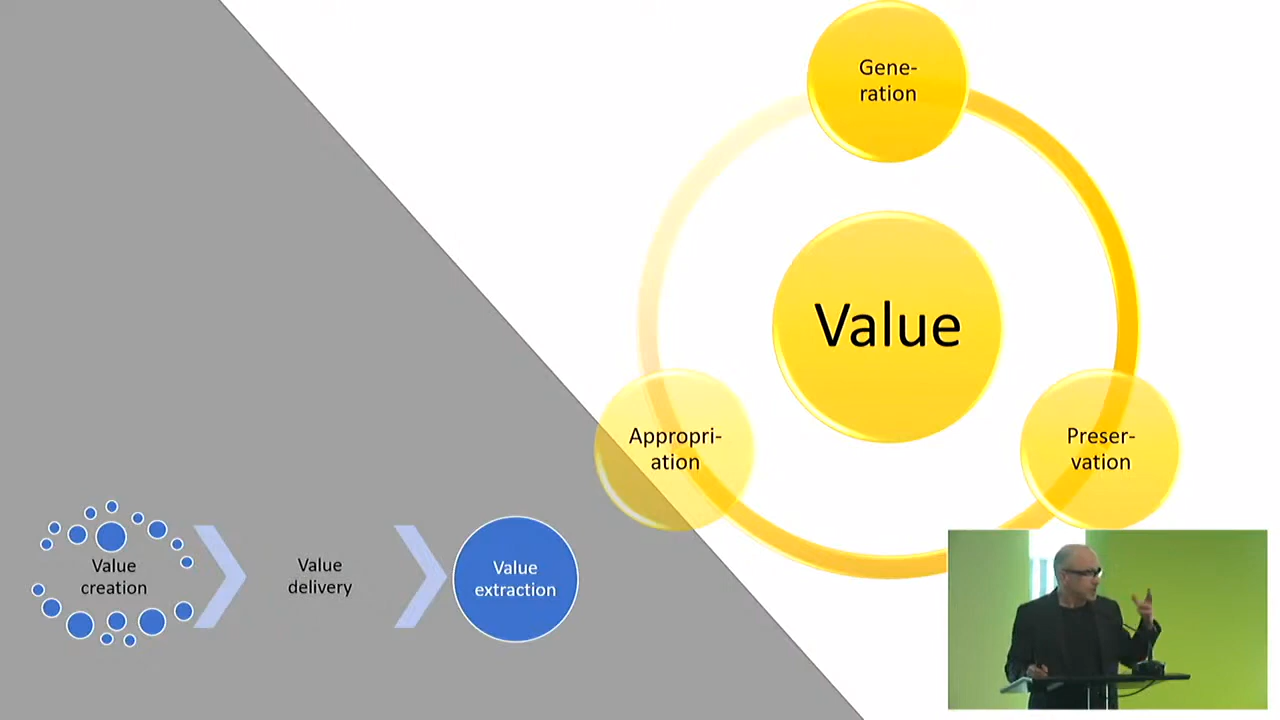 Gene-
ration
Value
Appropri-
ation
Preser-
vation
Value
creation
Value
delivery
Value
extraction